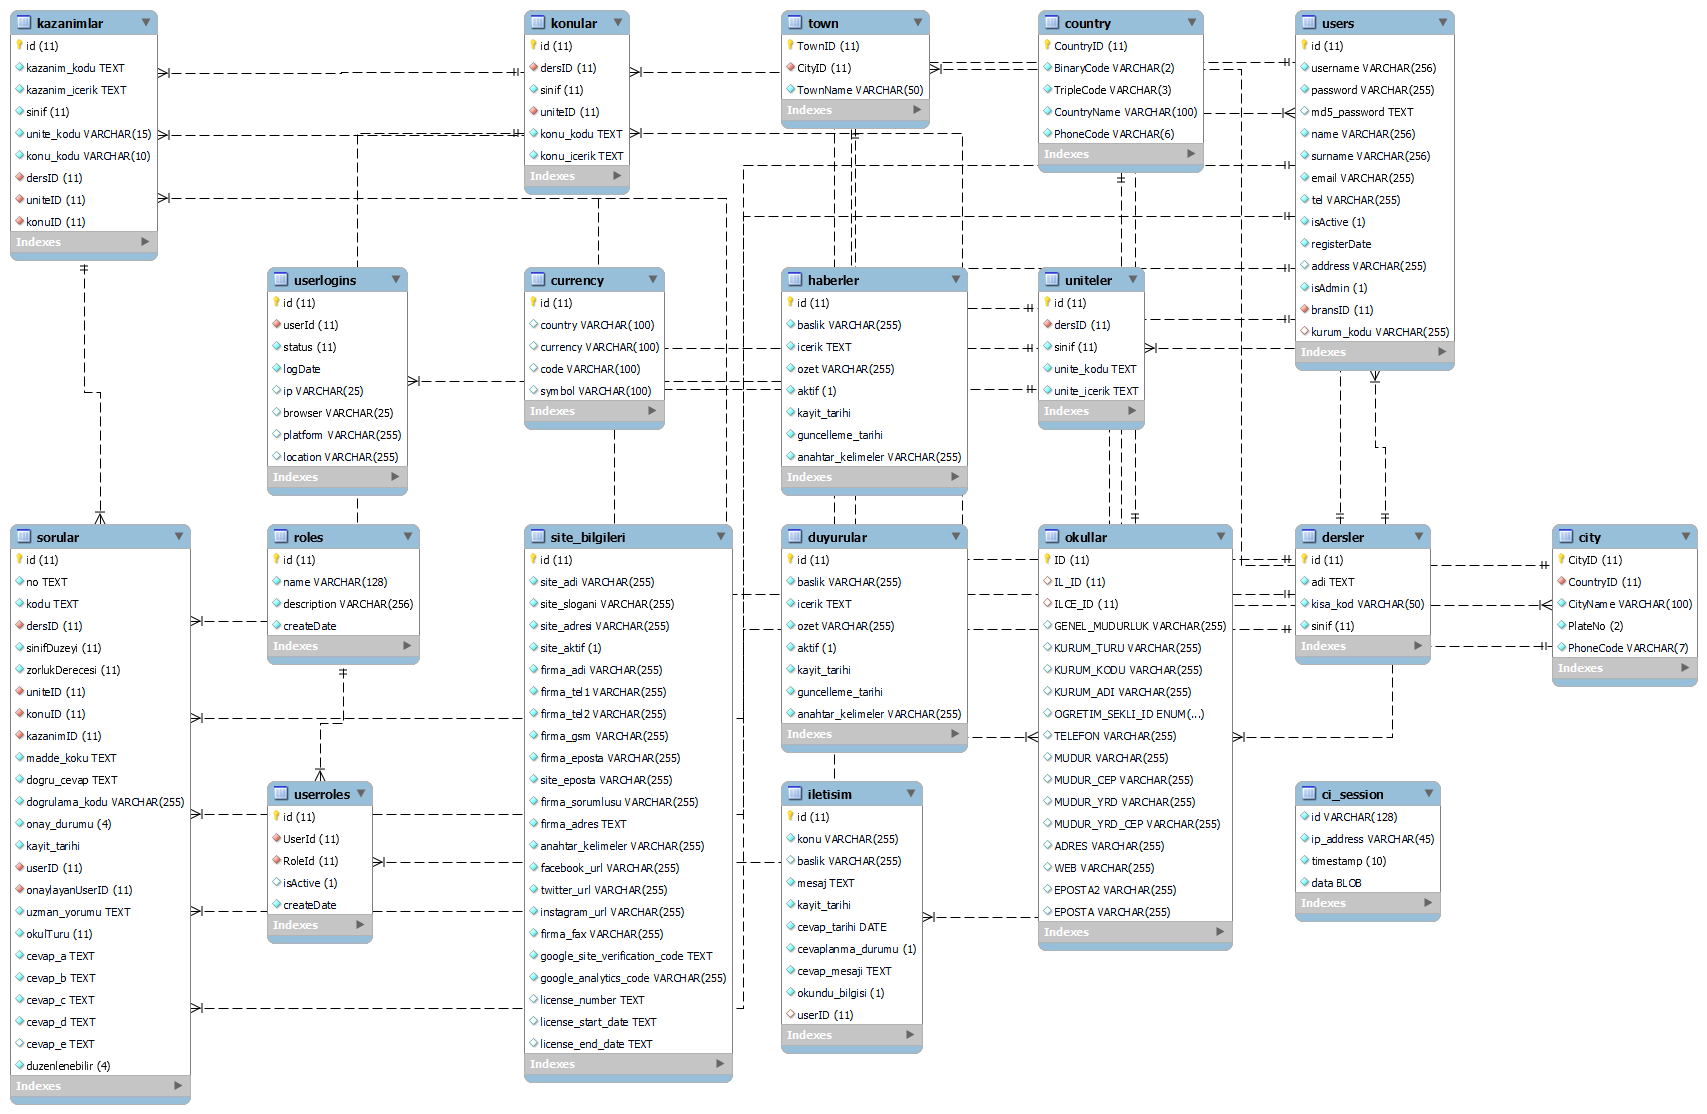 kazanimlar
id (11)
kazanim_kodu TEXT
kazanim_icerik TEXT
sinif (11)
unite_kodu VARCHAR(15)
konu_kodu VARCHAR(10)
dersID (11)
uniteID (11)
konuID (11)
Indexes
konular
id (11)
dersID (11)
sinif (11)
uniteID (11)
konu_kodu TEXT
konu_icerik TEXT
Indexes
town
TownID (11)
CityID (11)
TownName VARCHAR(50)
Indexes
country
CountryID (11)
BinaryCode VARCHAR(2)
TripleCode VARCHAR(3)
CountryName VARCHAR(100)
PhoneCode VARCHAR(6)
Indexes
users
id (11)
username VARCHAR(256)
password VARCHAR(255)
md5_password TEXT
name VARCHAR(256)
surname VARCHAR(256)
email VARCHAR(255)
tel VARCHAR(255)
isActive (1)
registerDate
address VARCHAR(255)
isAdmin (1)
bransID (11)
kurum_kodu VARCHAR(255)
Indexes
userlogins
id (11)
userId (11)
status (11)
logDate
ip VARCHAR(25)
browser VARCHAR(25)
platform VARCHAR(255)
location VARCHAR(255)
Indexes
currency
id (11)
country VARCHAR(100)
currency VARCHAR(100)
code VARCHAR(100)
symbol VARCHAR(100)
Indexes
haberler
id (11)
baslik VARCHAR(255)
icerik TEXT
ozet VARCHAR(255)
aktif (1)
kayit_tarihi
guncelleme_tarihi
anahtar_kelimeler VARCHAR(255)
Indexes
uniteler
id (11)
dersID (11)
sinif (11)
unite_kodu TEXT
unite_icerik TEXT
Indexes
sorular
id (11)
no TEXT
kodu TEXT
dersID (11)
sinifDuzeyi (11)
zorlukDerecesi (11)
uniteID (11)
konuID (11)
kazanimID (11)
madde_koku TEXT
dogru_cevap TEXT
dogrulama_kodu VARCHAR(255)
onay_durumu (4)
kayit_tarihi
userID (11)
onaylayanUserID (11)
uzman_yorumu TEXT
okulTuru (11)
cevap_a TEXT
cevap_b TEXT
cevap_c TEXT
cevap_d TEXT
cevap_e TEXT
duzenlenebilir (4)
Indexes
roles
id (11)
name VARCHAR(128)
description VARCHAR(256)
createDate
Indexes
userroles
id (11)
UserId (11)
RoleId (11)
isActive (1)
createDate
Indexes
site_bilgileri
id (11)
site_adi VARCHAR(255)
site_slogani VARCHAR(255)
site_adresi VARCHAR(255)
site_aktif (1)
firma_adi VARCHAR(255)
firma_tel1 VARCHAR(255)
firma_tel2 VARCHAR(255)
firma_gsm VARCHAR(255)
firma_eposta VARCHAR(255)
site_eposta VARCHAR(255)
firma_sorumlusu VARCHAR(255)
firma_adres TEXT
anahtar_kelimeler VARCHAR(255)
facebook_url VARCHAR(255)
twitter_url VARCHAR(255)
instagram_url VARCHAR(255)
firma_fax VARCHAR(255)
google_site_verification_code TEXT
google_analytics_code VARCHAR(255)
license_number TEXT
license_start_date TEXT
license_end_date TEXT
Indexes
duyurular
id (11)
baslik VARCHAR(255)
icerik TEXT
ozet VARCHAR(255)
aktif (1)
kayit_tarihi
guncelleme_tarihi
anahtar_kelimeler VARCHAR(255)
Indexes
iletisim
id (11)
konu VARCHAR(255)
baslik VARCHAR(255)
mesaj TEXT
kayit_tarihi
cevap_tarihi DATE
cevaplanma_durumu (1)
cevap_mesaji TEXT
okundu_bilgisi (1)
userID (11)
Indexes
okullar
ID (11)
IL_ID (11)
ILCE_ID (11)
GENEL_MUDURLUK VARCHAR(255)
KURUM_TURU VARCHAR(255)
KURUM_KODU VARCHAR(255)
KURUM_ADI VARCHAR(255)
OGRETIM_SEKLI_ID ENUM(...)
TELEFON VARCHAR(255)
MUDUR VARCHAR(255)
MUDUR_CEP VARCHAR(255)
MUDUR_YRD VARCHAR(255)
MUDUR_YRD_CEP VARCHAR(255)
ADRES VARCHAR(255)
WEB VARCHAR(255)
EPOSTA2 VARCHAR(255)
EPOSTA VARCHAR(255)
Indexes
dersler
id (11)
adi TEXT
kisa_kod VARCHAR(50)
sinif (11)
Indexes
city
CityID (11)
CountryID (11)
CityName VARCHAR(100)
PlateNo (2)
PhoneCode VARCHAR(7)
Indexes
ci_session
id VARCHAR(128)
ip_address VARCHAR(45)
timestamp (10)
data BLOB
Indexes